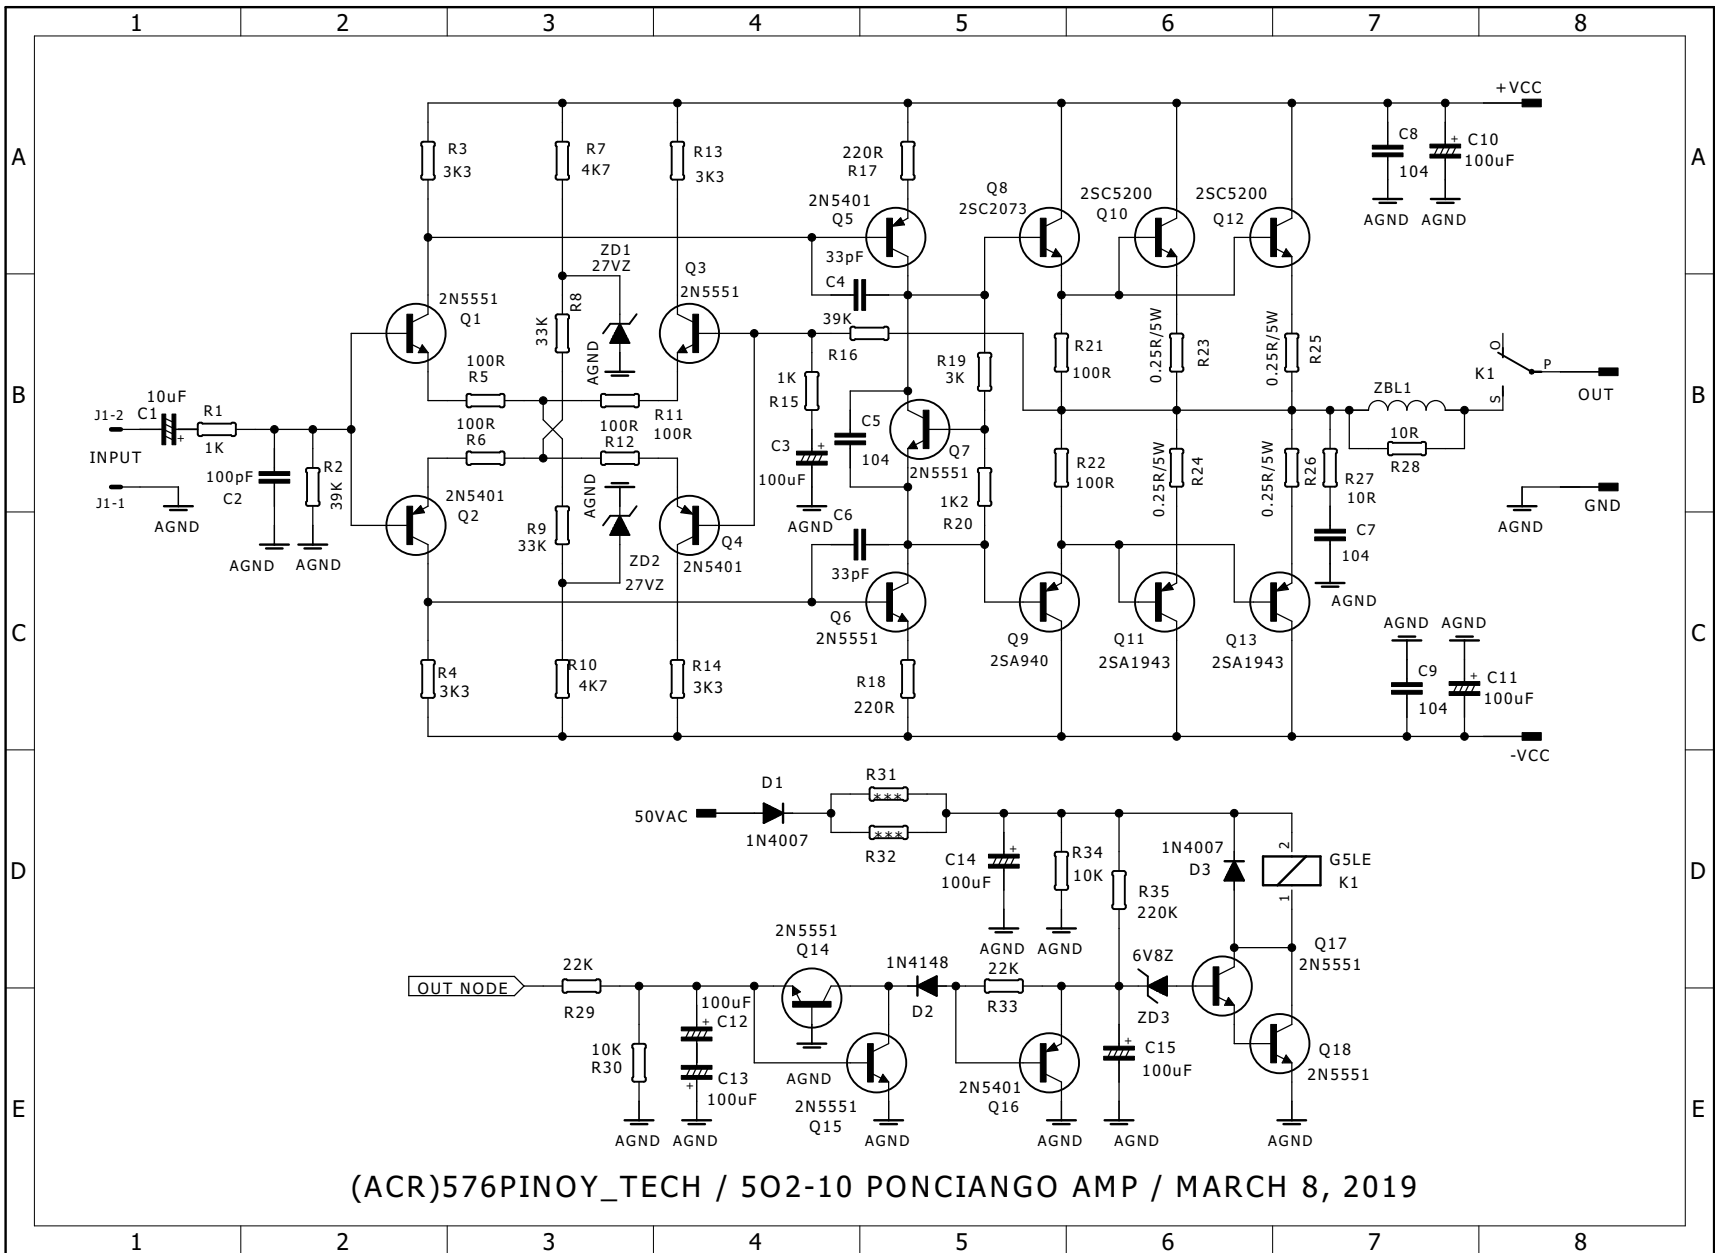 1 2 3 4 5 6 7 8
A A
B B
C C
D D
E E
+VCC
R3
3K3
R7
4K7
R13
3K3
220R
R17
C8
104
+
C10
100uF
AGND AGND
2N5401
Q5
Q8
2SC2073
2SC5200
Q10
2SC5200
Q12
ZD1
27VZ
33pF
C4
Q3
2N5551
2N5551
Q1
R8
33K
AGND
39K
R16
R19
3K
R21
100R
0.25R/5W
R23
0.25R/5W
R25
100R
R5
1K
R15
K1
O
P
S
OUT
ZBL1
10uF
C1
+
R1
1K
J1-2
INPUT
J1-1
AGND
100R
R6
100R
R12
R11
100R
C3
+
100uF
AGND
C5
104
Q7
2N5551
R22
100R
0.25R/5W
R24
0.25R/5W
R26
R27
10R
10R
R28
100pF
C2
R2
39K
AGND AGND
2N5401
Q2
AGND
R9
33K
ZD2
27VZ
Q4
2N5401
1K2
R20
C6
33pF
C7
104
AGND
GND
AGND
Q6
2N5551
Q9
2SA940
Q11
2SA1943
Q13
2SA1943
AGND AGND
R4
3K3
R10
4K7
R14
3K3
R18
220R
C9
104
+
C11
100uF
-VCC
50VAC
D1
1N4007
R31
***
***
R32
C14
+
100uF
AGND
R34
10K
AGND
R35
220K
1N4007
D3
2
G5LE
K1
1
OUT NODE
22K
R29
2N5551
Q14
1N4148
D2
22K
R33
6V8Z
ZD3
Q17
2N5551
10K
R30
100uF
+
C12
C13
+
100uF
AGND
2N5551
Q15
2N5401
Q16
+
C15
100uF
Q18
2N5551
AGND AGND AGND AGND AGND AGND
(ACR)576PINOY_TECH / 5O2-10 PONCIANGO AMP / MARCH 8, 2019
1 2 3 4 5 6 7 8